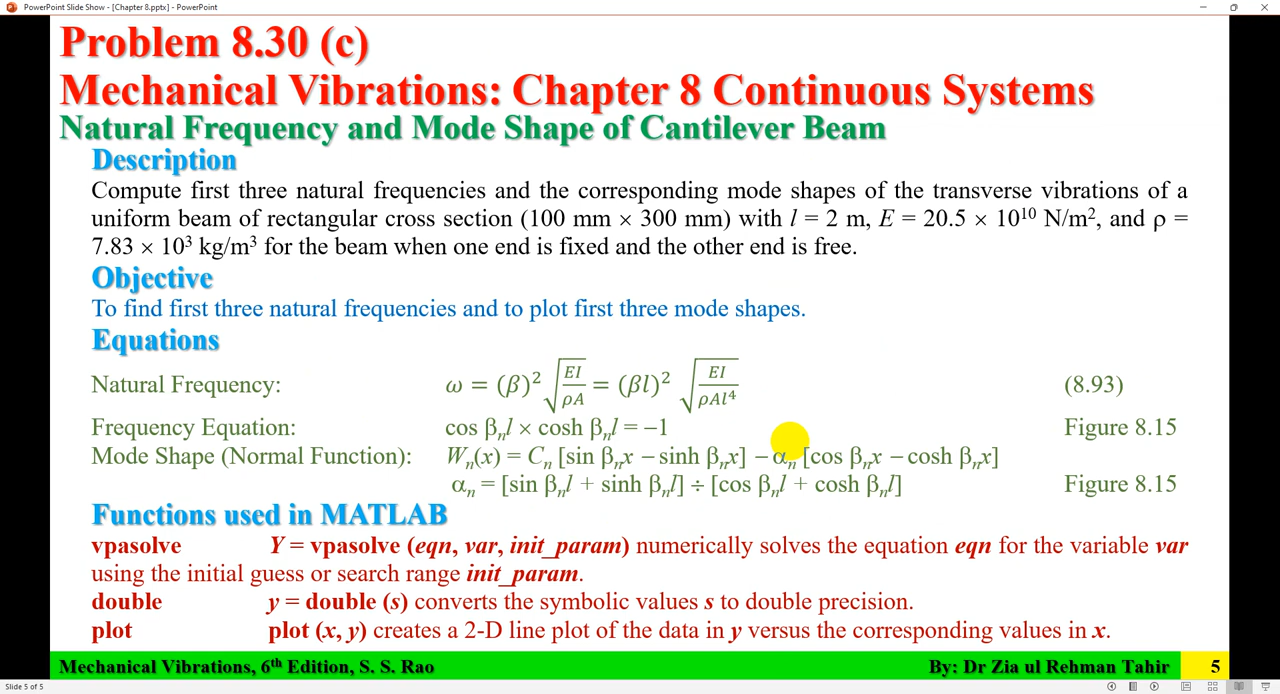 PowerPoint Slide Show - [Chapter 8.pptx] - PowerPoint
Problem 8.30 (c)
Mechanical Vibrations: Chapter 8 Continuous Systems
Natural Frequency and Mode Shape of Cantilever Beam
Description
Compute first three natural frequencies and the corresponding mode shapes of the transverse vibrations of a
uniform beam of rectangular cross section (100 mm × 300 mm) with l = 2 m, E = 20.5 × 10¹⁰ N/m², and ρ =
7.83 × 10³ kg/m³ for the beam when one end is fixed and the other end is free.
Objective
To find first three natural frequencies and to plot first three mode shapes.
Equations
Natural Frequency: ω = (β)² √(EI/ρA) = (βl)² √(EI/ρAl⁴) (8.93)
Frequency Equation: cos βₙl × cosh βₙl = −1 Figure 8.15
Mode Shape (Normal Function): Wₙ(x) = Cₙ [sin βₙx − sinh βₙx] − αₙ [cos βₙx − cosh βₙx]
αₙ = [sin βₙl + sinh βₙl] ÷ [cos βₙl + cosh βₙl] Figure 8.15
Functions used in MATLAB
vpasolve Y = vpasolve (eqn, var, init_param) numerically solves the equation eqn for the variable var
using the initial guess or search range init_param.
double y = double (s) converts the symbolic values s to double precision.
plot plot (x, y) creates a 2-D line plot of the data in y versus the corresponding values in x.
Mechanical Vibrations, 6th Edition, S. S. Rao By: Dr Zia ul Rehman Tahir 5
Slide 5 of 5